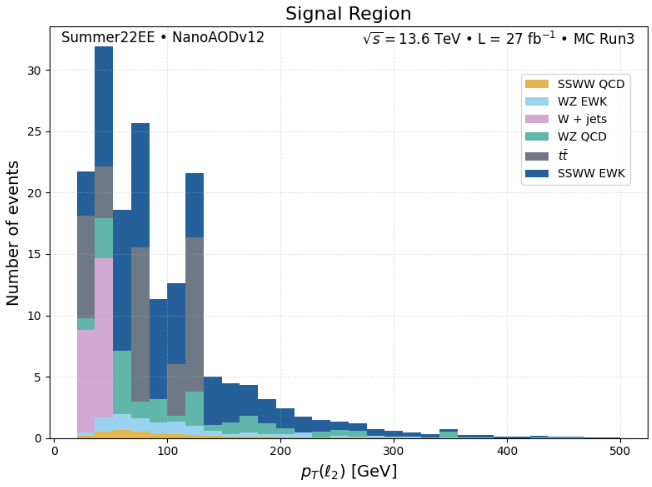 Signal Region
Summer22EE • NanoAODv12
√s = 13.6 TeV • L = 27 fb⁻¹ • MC Run3
SSWW QCD
WZ EWK
W + jets
WZ QCD
tt̄
SSWW EWK
Number of events
30
25
20
15
10
5
0
0 100 200 300 400 500
p_T(ℓ₂) [GeV]